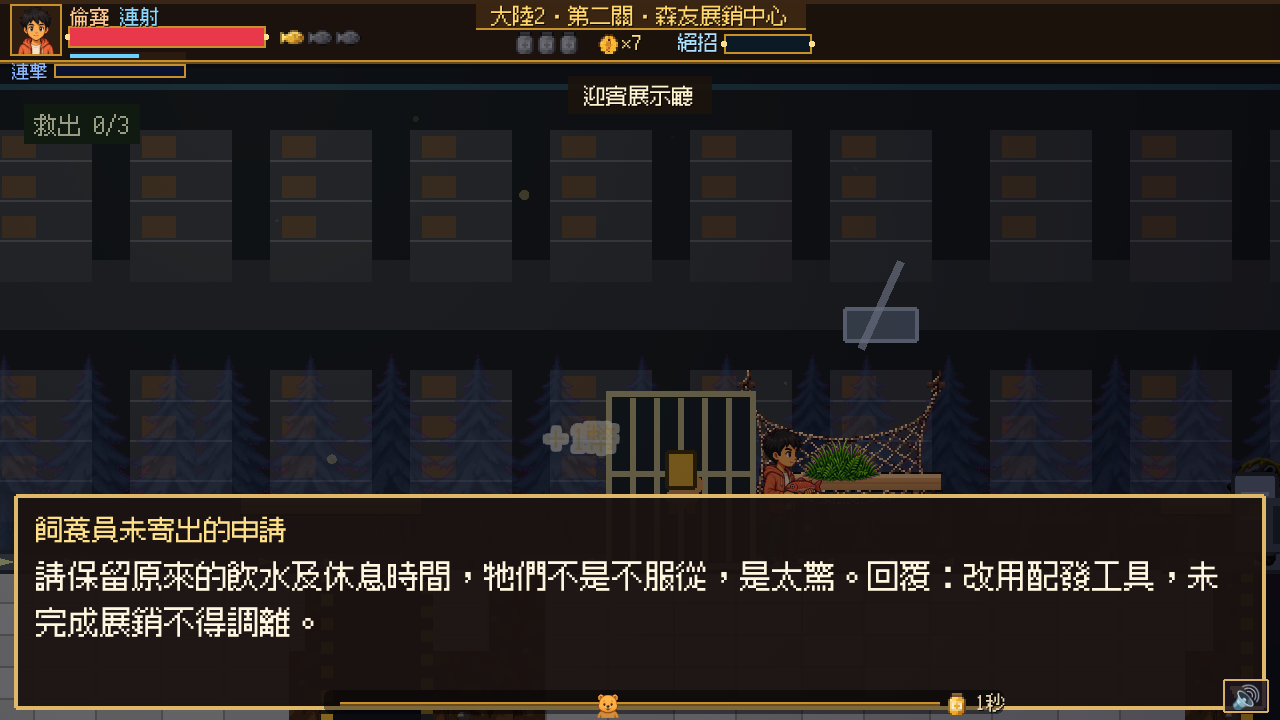 倫寶 連射
大陸2・第二關・森友展銷中心
×7 絕招
連擊
迎賓展示廳
救出 0/3
飼養員未寄出的申請
請保留原來的飲水及休息時間，牠們不是不服從，是太驚。回覆：改用配發工具，未
完成展銷不得調離。
1秒